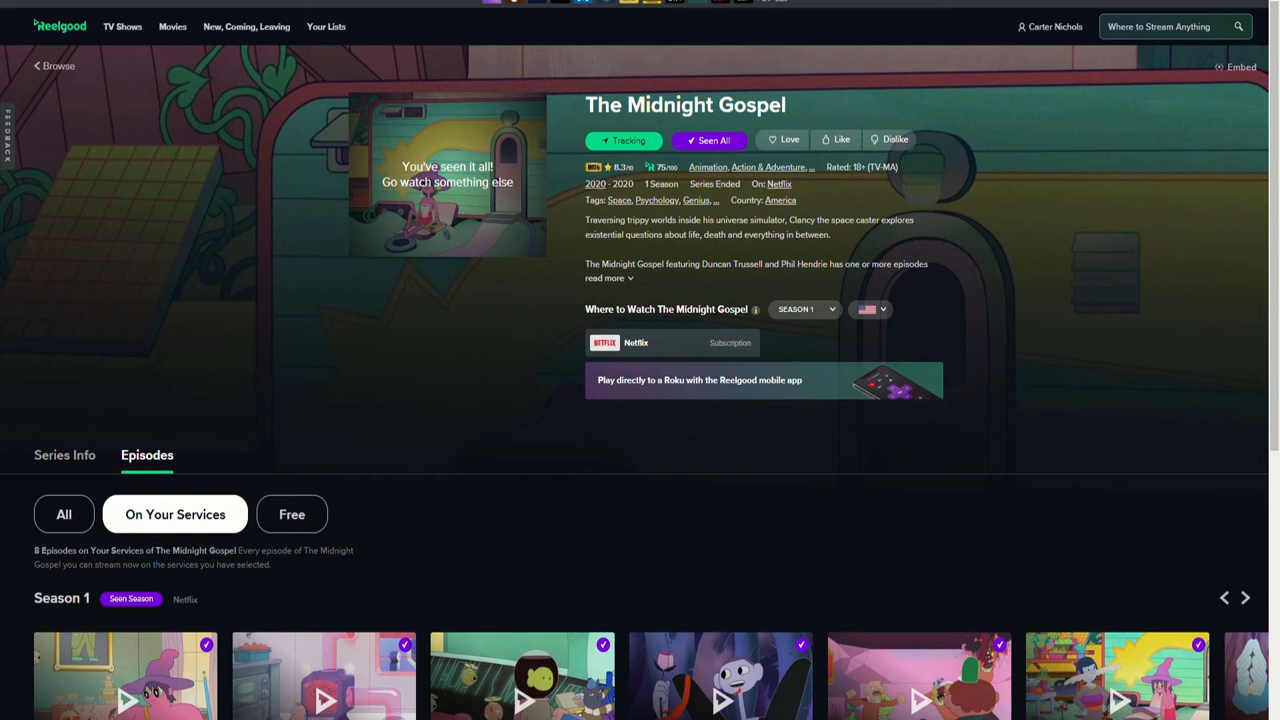 Reelgood
TV Shows
Movies
New, Coming, Leaving
Your Lists
Carter Nichols
Where to Stream Anything
Browse
Embed
FEEDBACK
You've seen it all!
Go watch something else
The Midnight Gospel
Tracking
Seen All
Love
Like
Dislike
IMDb 8.3/10 75/100 Animation, Action & Adventure, ... Rated: 18+ (TV-MA)
2020 - 2020 1 Season Series Ended On: Netflix
Tags: Space, Psychology, Genius, ... Country: America
Traversing trippy worlds inside his universe simulator, Clancy the space caster explores
existential questions about life, death and everything in between.
The Midnight Gospel featuring Duncan Trussell and Phil Hendrie has one or more episodes
read more
Where to Watch The Midnight Gospel
SEASON 1
NETFLIX Netflix Subscription
Play directly to a Roku with the Reelgood mobile app
Series Info
Episodes
All
On Your Services
Free
8 Episodes on Your Services of The Midnight Gospel Every episode of The Midnight
Gospel you can stream now on the services you have selected.
Season 1 Seen Season Netflix